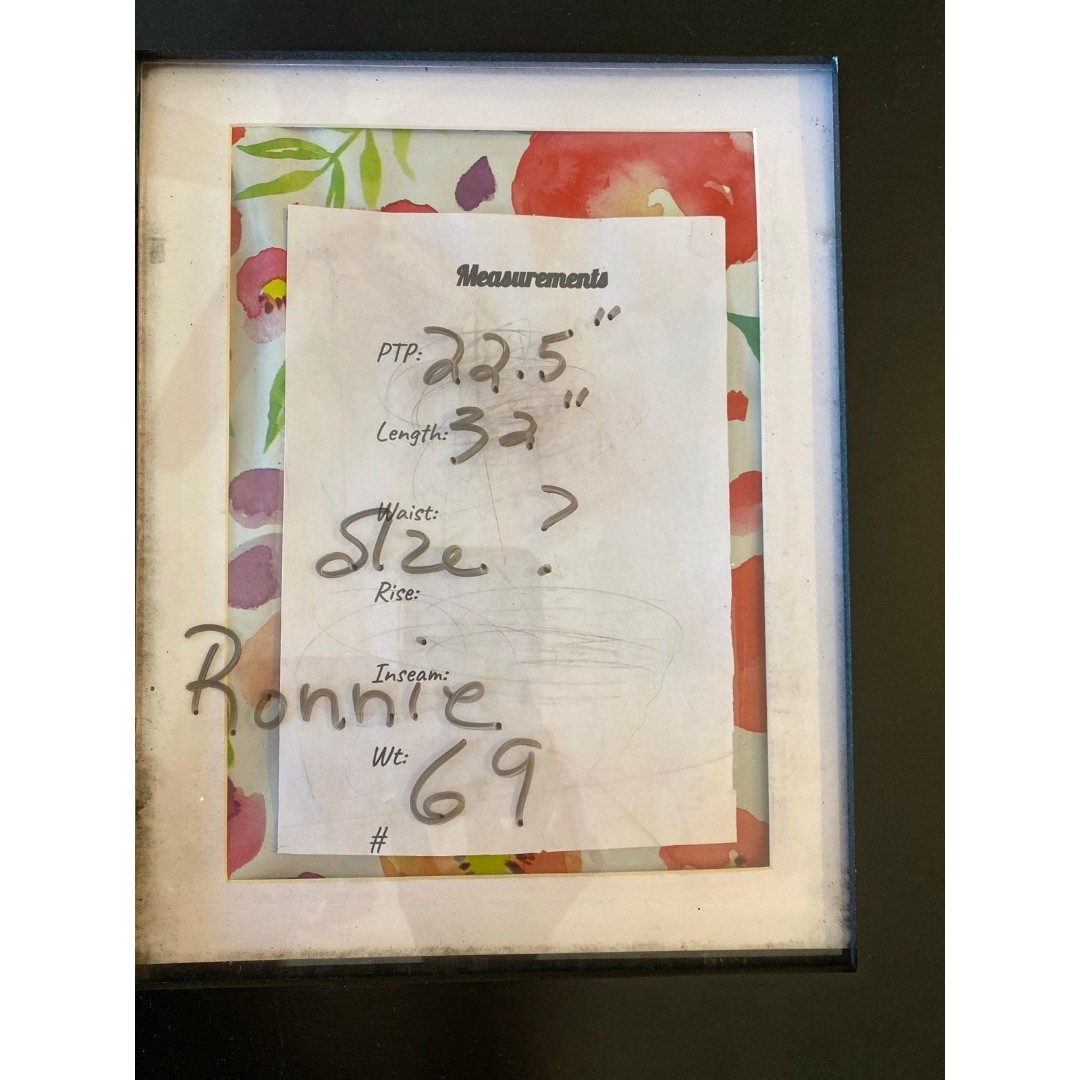 Measurements
PTP: 22.5"
Length: 32"
Waist:
Size ?
Rise:
Inseam:
Ronnie
Wt: 69
#